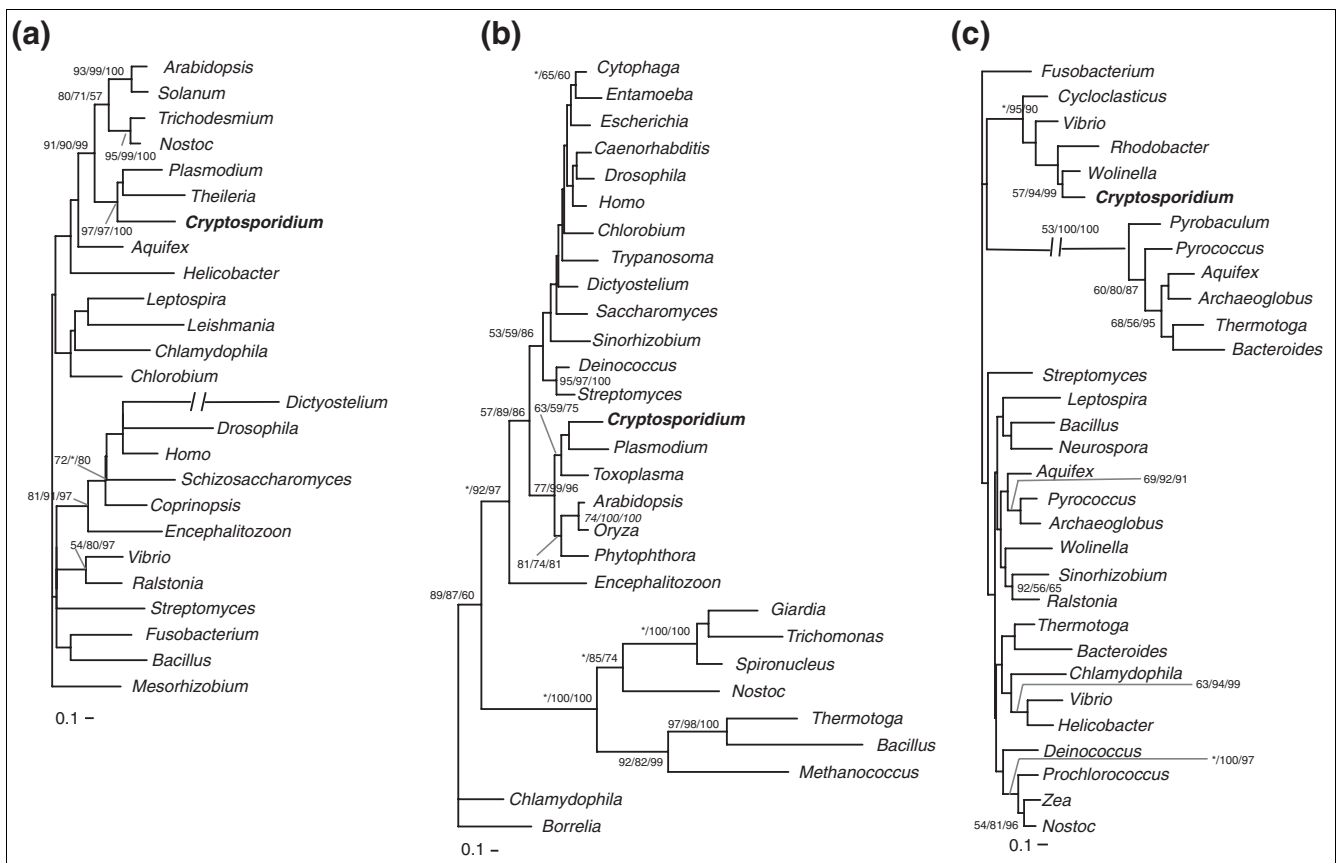 (a)
93/99/100
Arabidopsis
Solanum
80/71/57
Trichodesmium
Nostoc
91/90/99
95/99/100
Plasmodium
Theileria
Cryptosporidium
97/97/100
Aquifex
Helicobacter
Leptospira
Leishmania
Chlamydophila
Chlorobium
Dictyostelium
Drosophila
Homo
72/*/80
Schizosaccharomyces
81/91/97
Coprinopsis
Encephalitozoon
54/80/97
Vibrio
Ralstonia
Streptomyces
Fusobacterium
Bacillus
Mesorhizobium
0.1
(b)
Cytophaga
*/65/60
Entamoeba
Escherichia
Caenorhabditis
Drosophila
Homo
Chlorobium
Trypanosoma
Dictyostelium
Saccharomyces
53/59/86
Sinorhizobium
Deinococcus
95/97/100
Streptomyces
63/59/75
57/89/86
Cryptosporidium
Plasmodium
Toxoplasma
77/99/96
*/92/97
Arabidopsis
74/100/100
Oryza
Phytophthora
81/74/81
Encephalitozoon
89/87/60
Giardia
*/100/100
Trichomonas
*/85/74
Spironucleus
Nostoc
*/100/100
Thermotoga
97/98/100
Bacillus
92/82/99
Methanococcus
Chlamydophila
Borrelia
0.1
(c)
Fusobacterium
Cycloclasticus
*/95/90
Vibrio
Rhodobacter
Wolinella
57/94/99
Cryptosporidium
Pyrobaculum
53/100/100
Pyrococcus
Aquifex
60/80/87
Archaeoglobus
68/56/95
Thermotoga
Bacteroides
Streptomyces
Leptospira
Bacillus
Neurospora
Aquifex
69/92/91
Pyrococcus
Archaeoglobus
Wolinella
Sinorhizobium
92/56/65
Ralstonia
Thermotoga
Bacteroides
Chlamydophila
63/94/99
Vibrio
Helicobacter
Deinococcus
*/100/97
Prochlorococcus
Zea
54/81/96
Nostoc
0.1